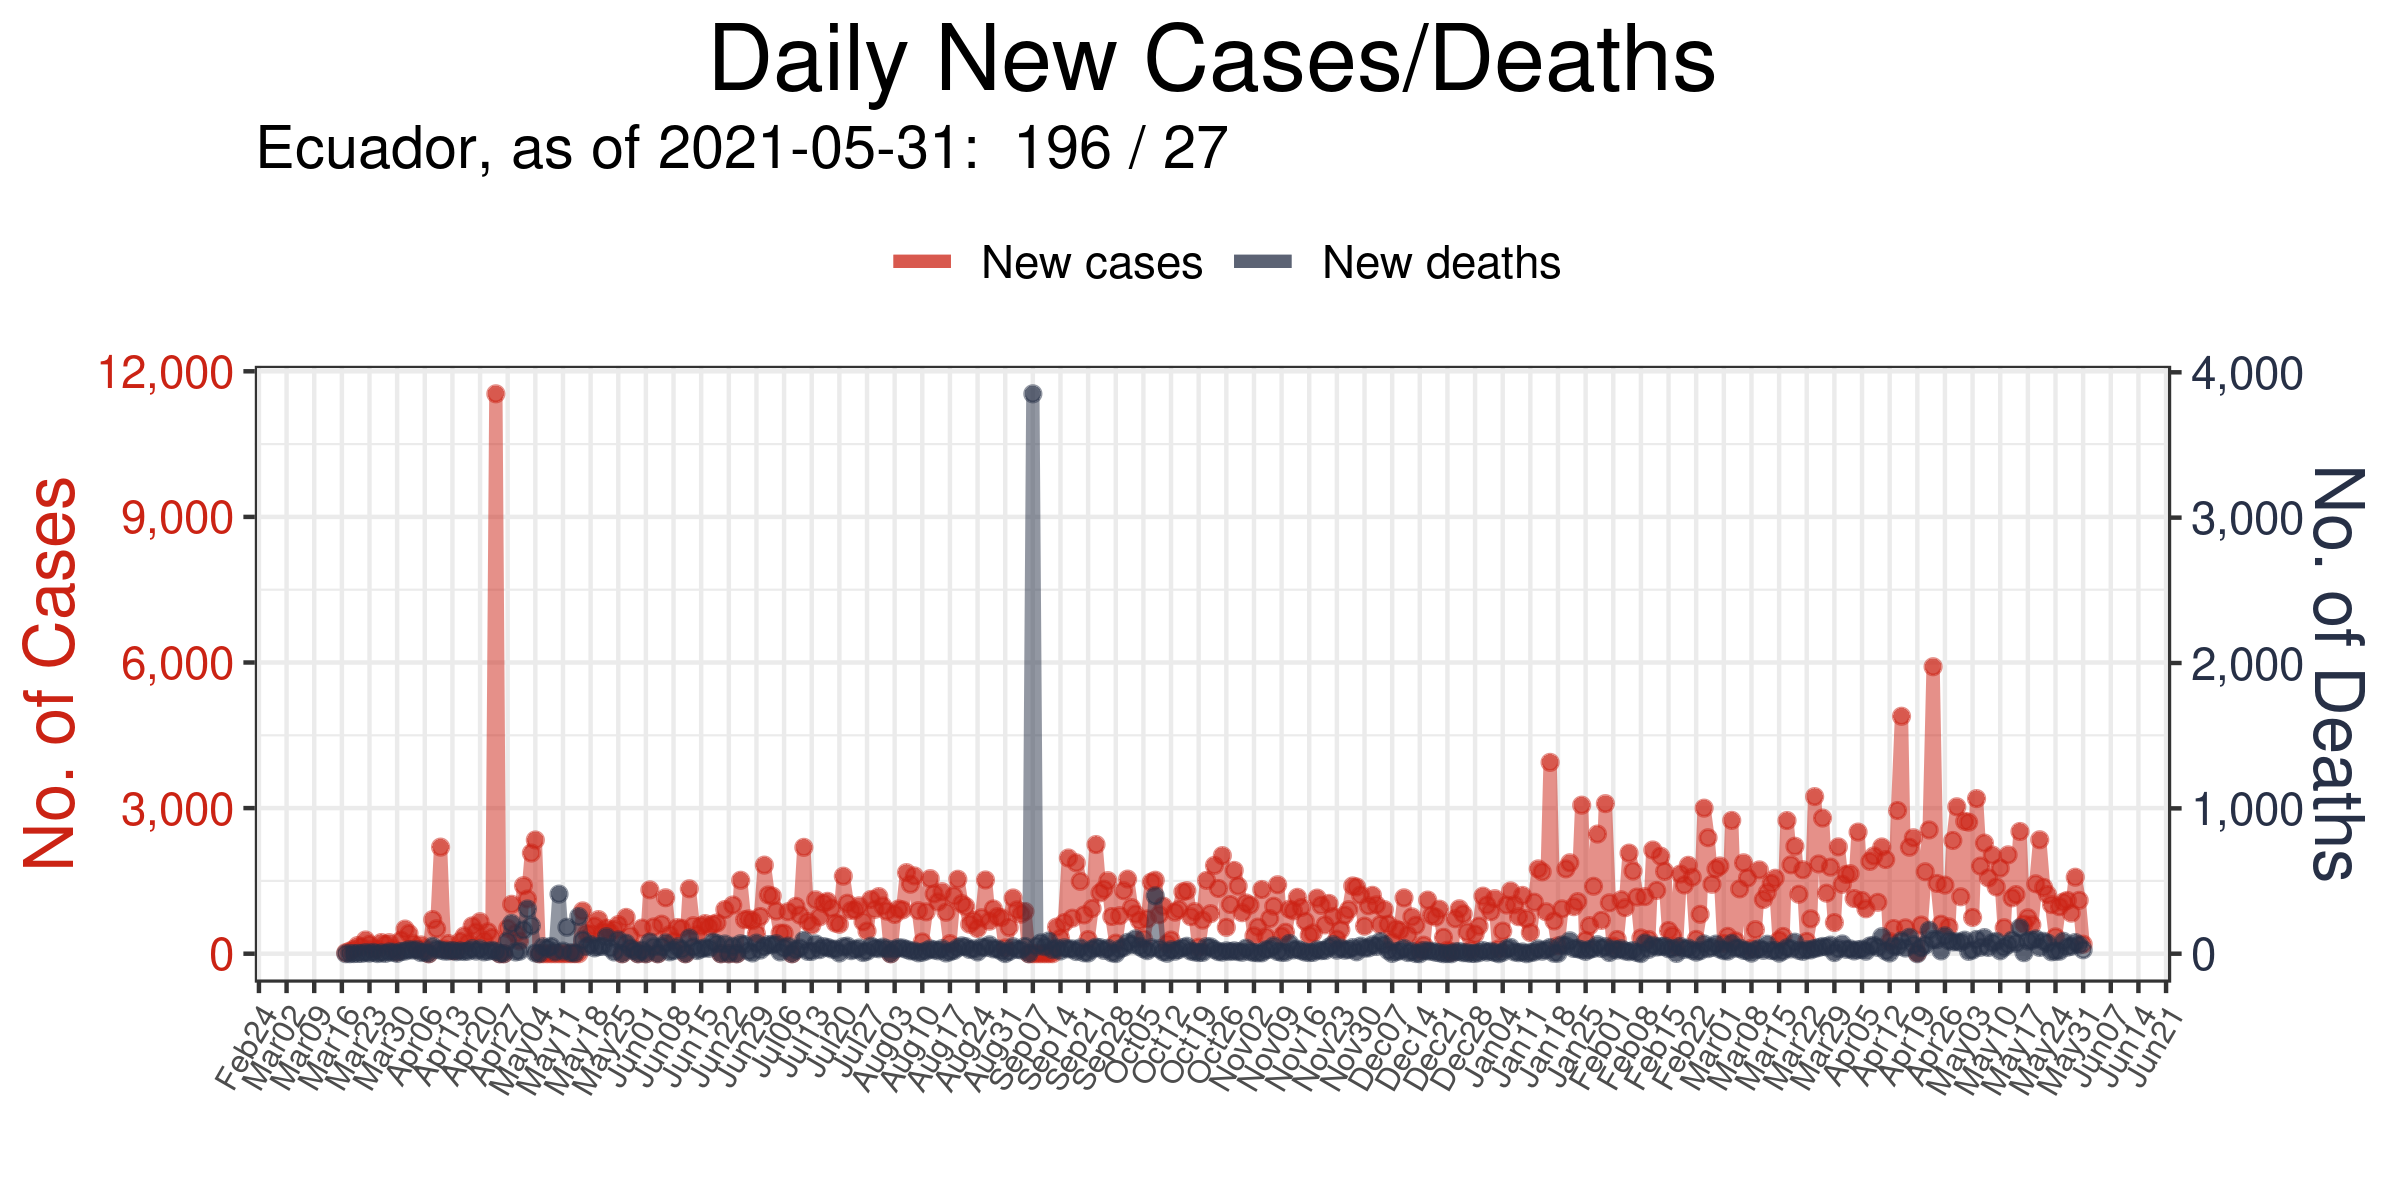 Daily New Cases/Deaths
Ecuador, as of 2021-05-31:  196 / 27
New cases New deaths
No. of Cases
12,000
9,000
6,000
3,000
0
4,000
3,000
2,000
1,000
0
No. of Deaths
Feb24
Mar02
Mar09
Mar16
Mar23
Mar30
Apr06
Apr13
Apr20
Apr27
May04
May11
May18
May25
Jun01
Jun08
Jun15
Jun22
Jun29
Jul06
Jul13
Jul20
Jul27
Aug03
Aug10
Aug17
Aug24
Aug31
Sep07
Sep14
Sep21
Sep28
Oct05
Oct12
Oct19
Oct26
Nov02
Nov09
Nov16
Nov23
Nov30
Dec07
Dec14
Dec21
Dec28
Jan04
Jan11
Jan18
Jan25
Feb01
Feb08
Feb15
Feb22
Mar01
Mar08
Mar15
Mar22
Mar29
Apr05
Apr12
Apr19
Apr26
May03
May10
May17
May24
May31
Jun07
Jun14
Jun21